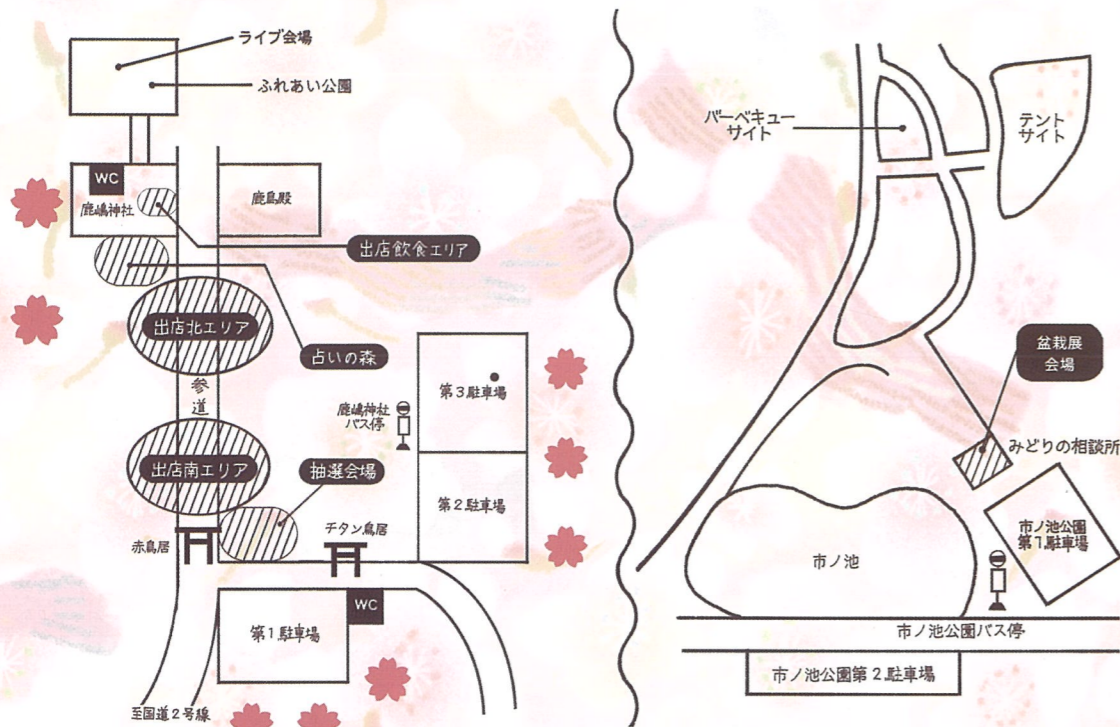 ライブ会場
ふれあい公園
WC
鹿嶋神社
鹿島殿
出店飲食エリア
出店北エリア
占いの森
参道
鹿嶋神社
バス停
第3駐車場
出店南エリア
抽選会場
第2駐車場
赤鳥居
チタン鳥居
WC
第1駐車場
至国道2号線
バーベキュー
サイト
テント
サイト
盆栽展
会場
みどりの相談所
市ノ池公園
第1駐車場
市ノ池
市ノ池公園バス停
市ノ池公園第2駐車場